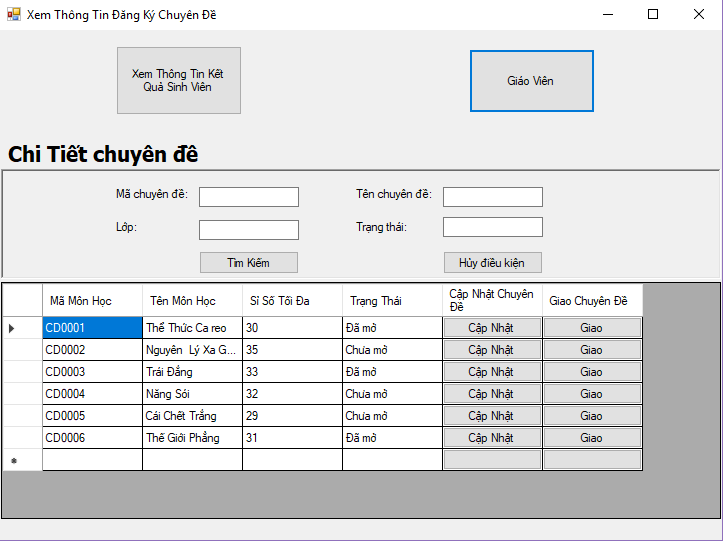 Xem Thông Tin Đăng Ký Chuyên Đề
Xem Thông Tin Kết
Quả Sinh Viên
Giáo Viên
Chi Tiết chuyên đề
Mã chuyên đề: Tên chuyên đề:
Lớp: Trạng thái:
Tìm Kiếm Hủy điều kiện
Mã Môn Học Tên Môn Học Sĩ Số Tối Đa Trạng Thái Cập Nhật Chuyên Đề Giao Chuyên Đề
CD0001 Thể Thức Ca reo 30 Đã mở Cập Nhật Giao
CD0002 Nguyên Lý Xa G... 35 Chưa mở Cập Nhật Giao
CD0003 Trái Đắng 33 Đã mở Cập Nhật Giao
CD0004 Năng Sói 32 Chưa mở Cập Nhật Giao
CD0005 Cái Chết Trắng 29 Chưa mở Cập Nhật Giao
CD0006 Thế Giới Phẳng 31 Đã mở Cập Nhật Giao